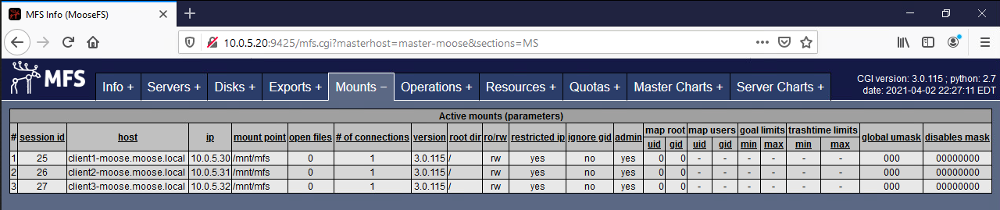 MFS Info (MooseFS)
10.0.5.20:9425/mfs.cgi?masterhost=master-moose&sections=MS
MFS
Info + Servers + Disks + Exports + Mounts − Operations + Resources + Quotas + Master Charts + Server Charts +
CGI version: 3.0.115 ; python: 2.7
date: 2021-04-02 22:27:11 EDT
Active mounts (parameters)
# session id host ip mount point open files # of connections version root dir ro/rw restricted ip ignore gid admin map root map users goal limits trashtime limits global umask disables mask
uid gid uid gid min max min max
1 25 client1-moose.moose.local 10.0.5.30 /mnt/mfs 0 1 3.0.115 / rw yes no yes 0 0 - - - - - - 000 00000000
2 26 client2-moose.moose.local 10.0.5.31 /mnt/mfs 0 1 3.0.115 / rw yes no yes 0 0 - - - - - - 000 00000000
3 27 client3-moose.moose.local 10.0.5.32 /mnt/mfs 0 1 3.0.115 / rw yes no yes 0 0 - - - - - - 000 00000000